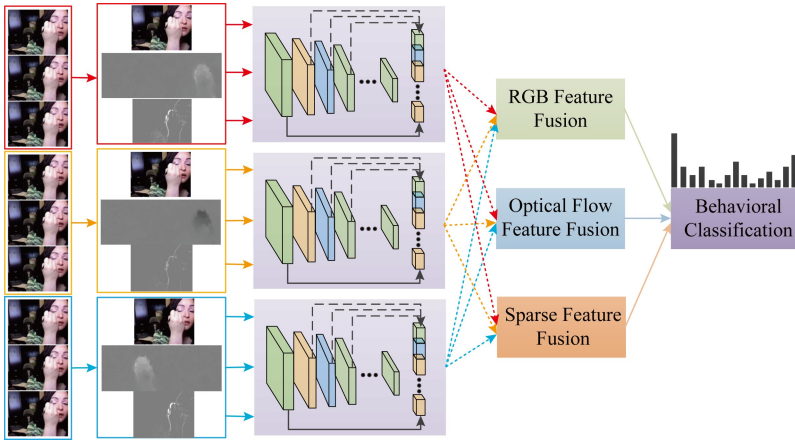 RGB Feature
Fusion
Optical Flow
Feature Fusion
Sparse Feature
Fusion
Behavioral
Classification